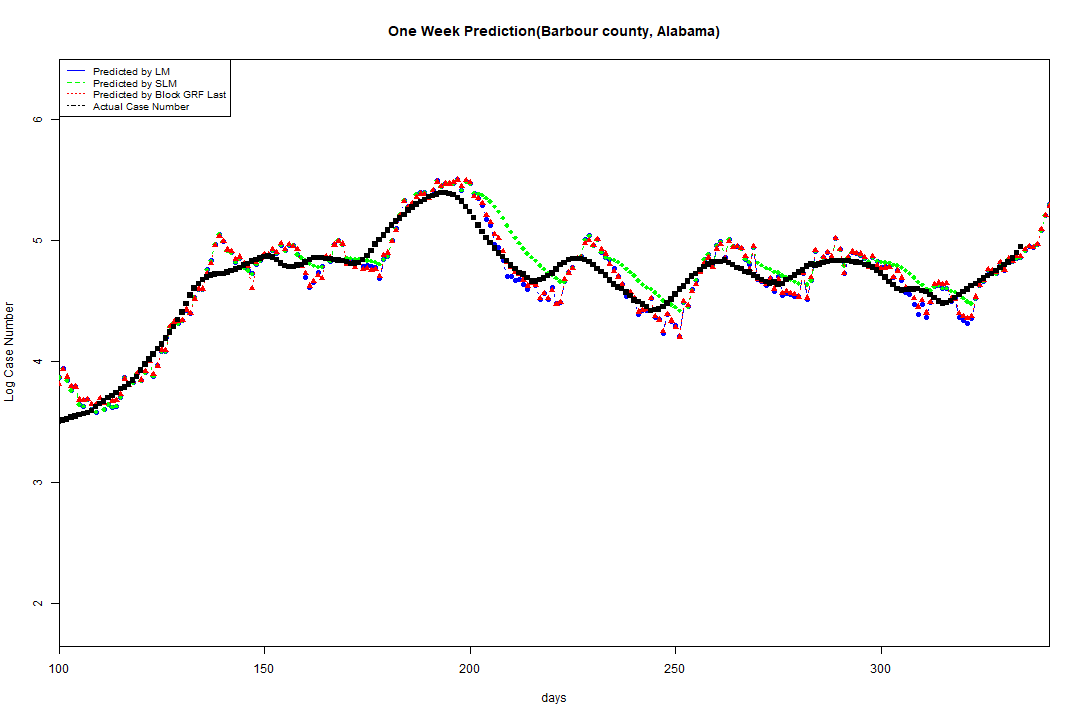 One Week Prediction(Barbour county, Alabama)
Predicted by LM
Predicted by SLM
Predicted by Block GRF Last
Actual Case Number
6
5
4
3
2
Log Case Number
100 150 200 250 300
days